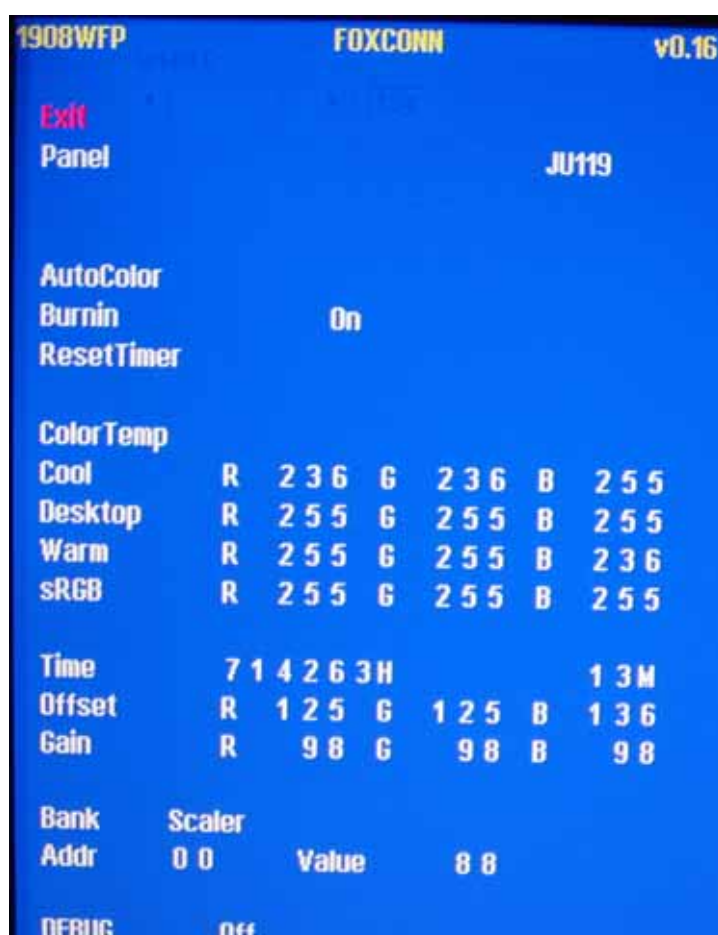 1908WFP FOXCONN v0.16
Exit
Panel JU119
AutoColor
Burnin On
ResetTimer
ColorTemp
Cool R 236 G 236 B 255
Desktop R 255 G 255 B 255
Warm R 255 G 255 B 236
sRGB R 255 G 255 B 255
Time 714263H 13M
Offset R 125 G 125 B 136
Gain R 98 G 98 B 98
Bank Scaler
Addr 00 Value 88
DEBUG Off